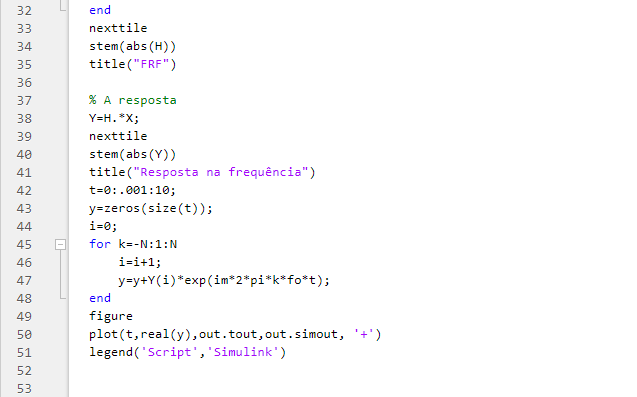 32 end
33 nexttile
34 stem(abs(H))
35 title("FRF")
36
37 % A resposta
38 Y=H.*X;
39 nexttile
40 stem(abs(Y))
41 title("Resposta na frequência")
42 t=0:.001:10;
43 y=zeros(size(t));
44 i=0;
45 for k=-N:1:N
46     i=i+1;
47     y=y+Y(i)*exp(im*2*pi*k*fo*t);
48 end
49 figure
50 plot(t,real(y),out.tout,out.simout, '+')
51 legend('Script','Simulink')
52
53